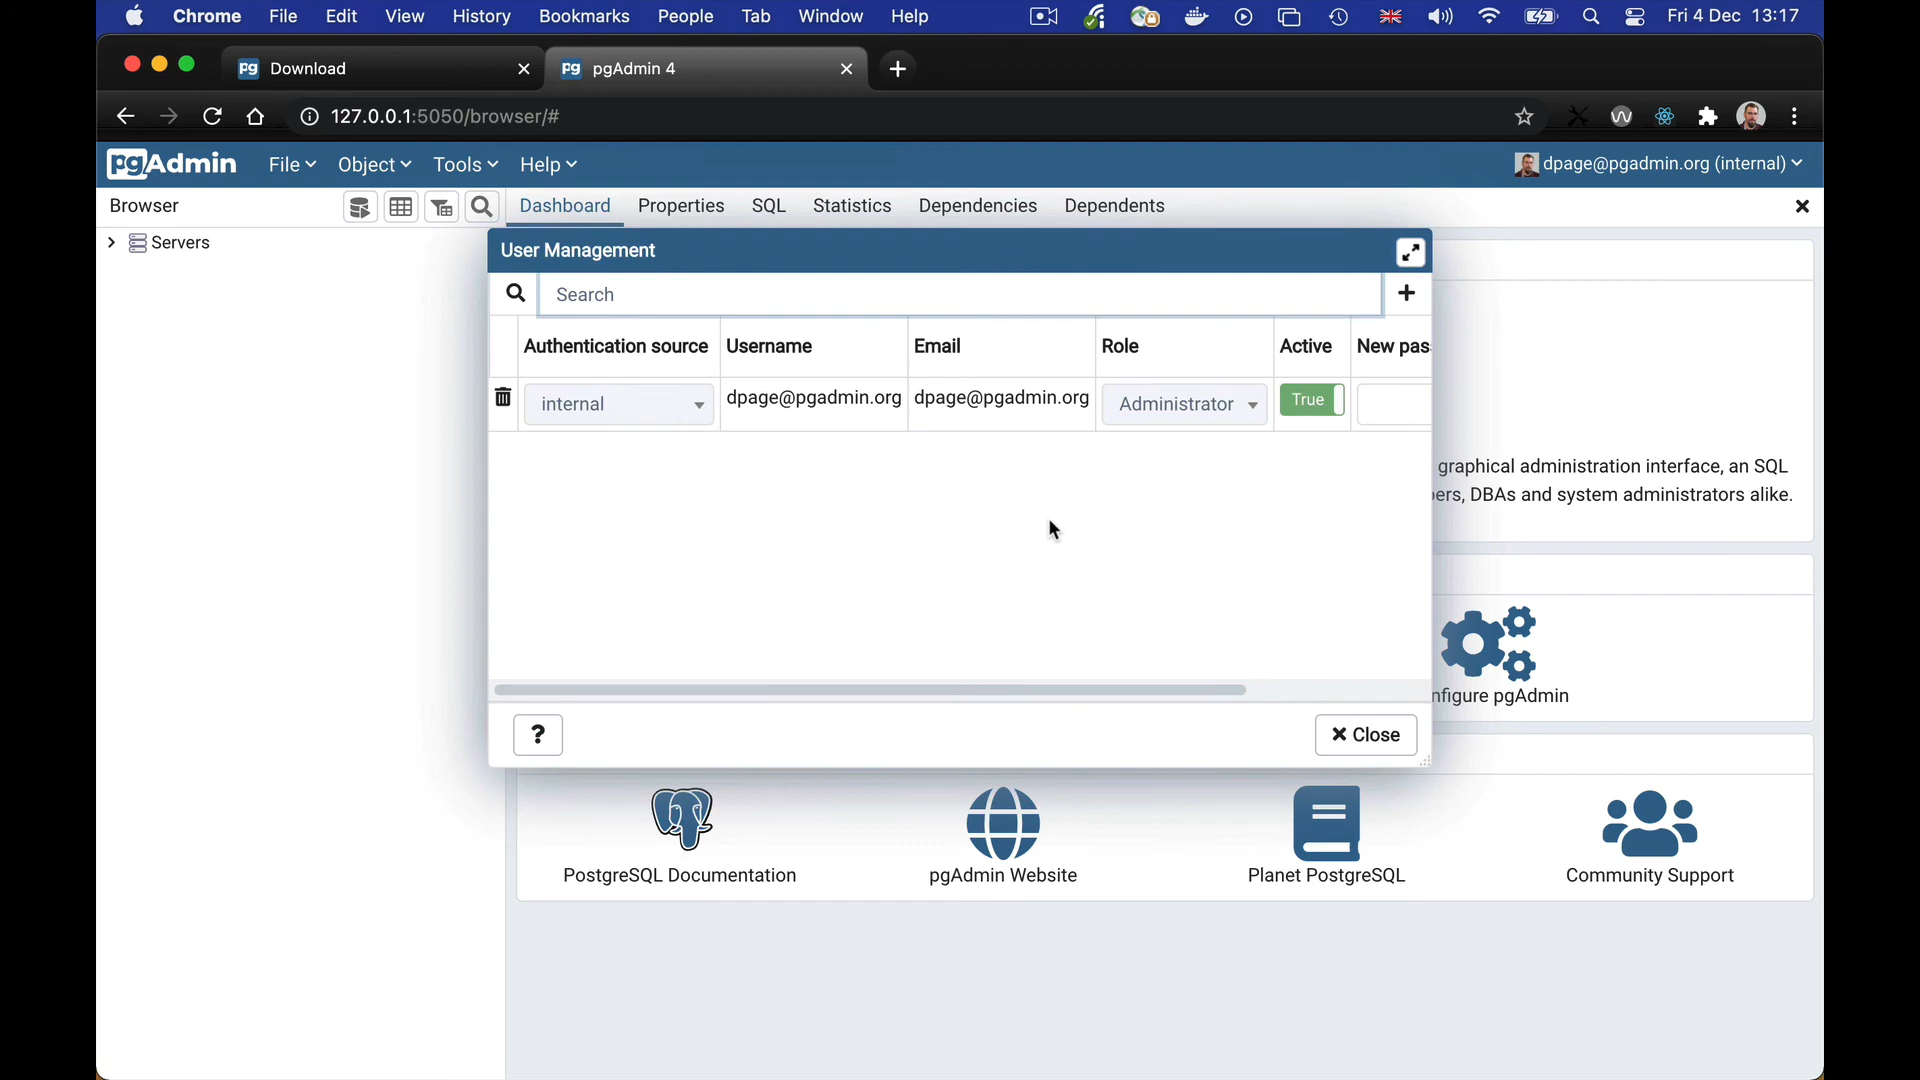 Chrome File Edit View History Bookmarks People Tab Window Help Fri 4 Dec 13:17
pg Download pg pgAdmin 4
127.0.0.1:5050/browser/#
pgAdmin File Object Tools Help dpage@pgadmin.org (internal)
Browser Dashboard Properties SQL Statistics Dependencies Dependents
Servers
User Management
Search
Authentication source Username Email Role Active New pas
internal dpage@pgadmin.org dpage@pgadmin.org Administrator True
graphical administration interface, an SQL
ers, DBAs and system administrators alike.
nfigure pgAdmin
? Close
PostgreSQL Documentation pgAdmin Website Planet PostgreSQL Community Support